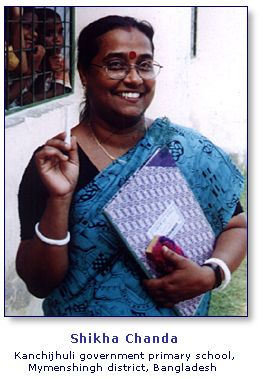 Shikha Chanda
Kanchijhuli government primary school,
Mymenshingh district, Bangladesh